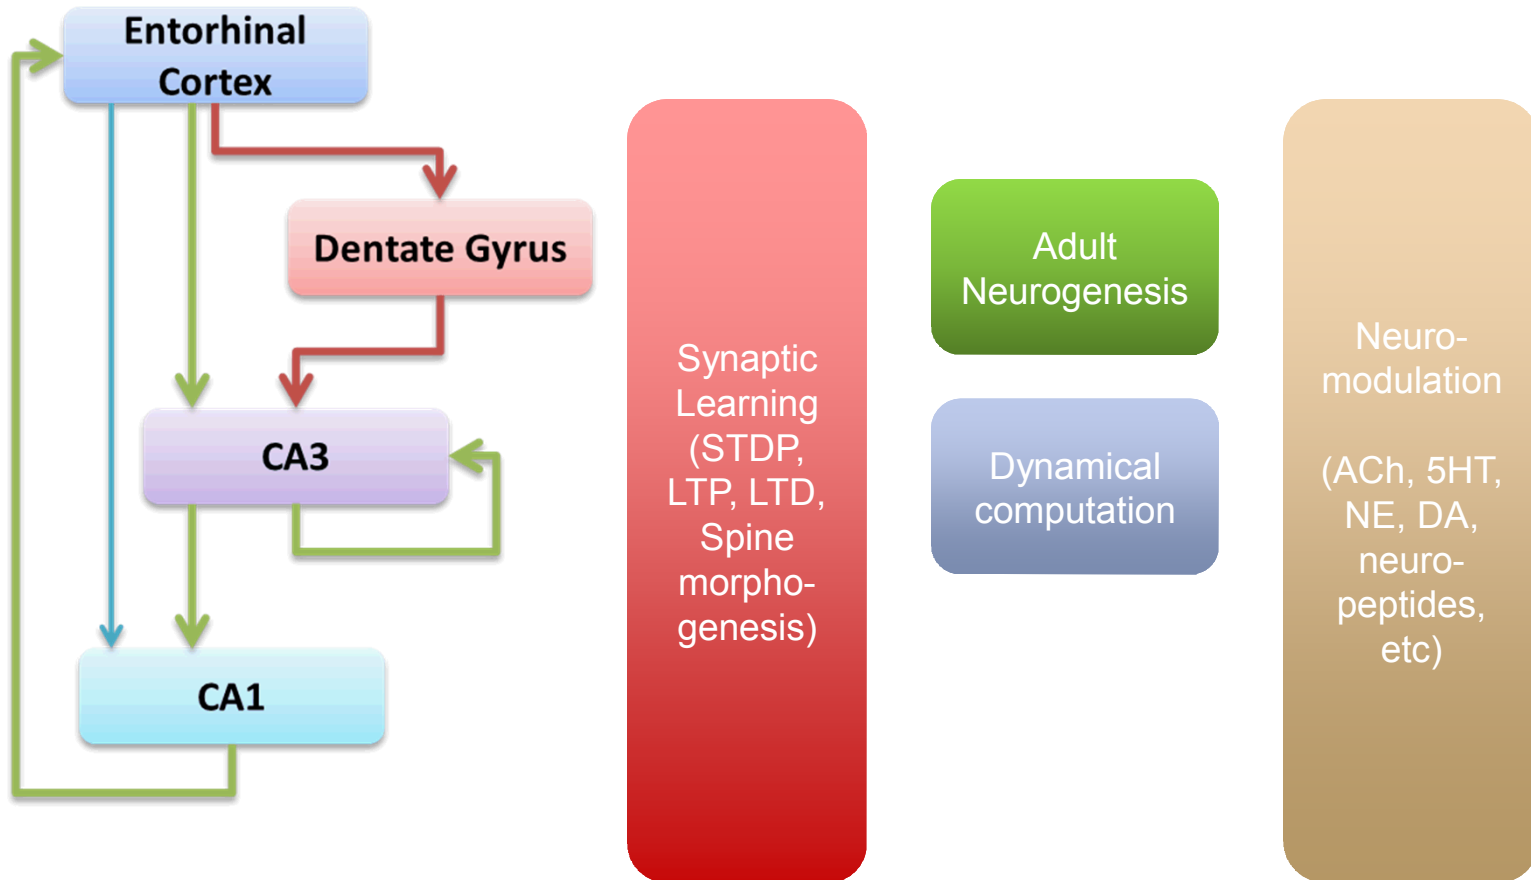 Entorhinal
Cortex
Dentate Gyrus
CA3
CA1
Synaptic
Learning
(STDP,
LTP, LTD,
Spine
morpho-
genesis)
Adult
Neurogenesis
Dynamical
computation
Neuro-
modulation
(ACh, 5HT,
NE, DA,
neuro-
peptides,
etc)